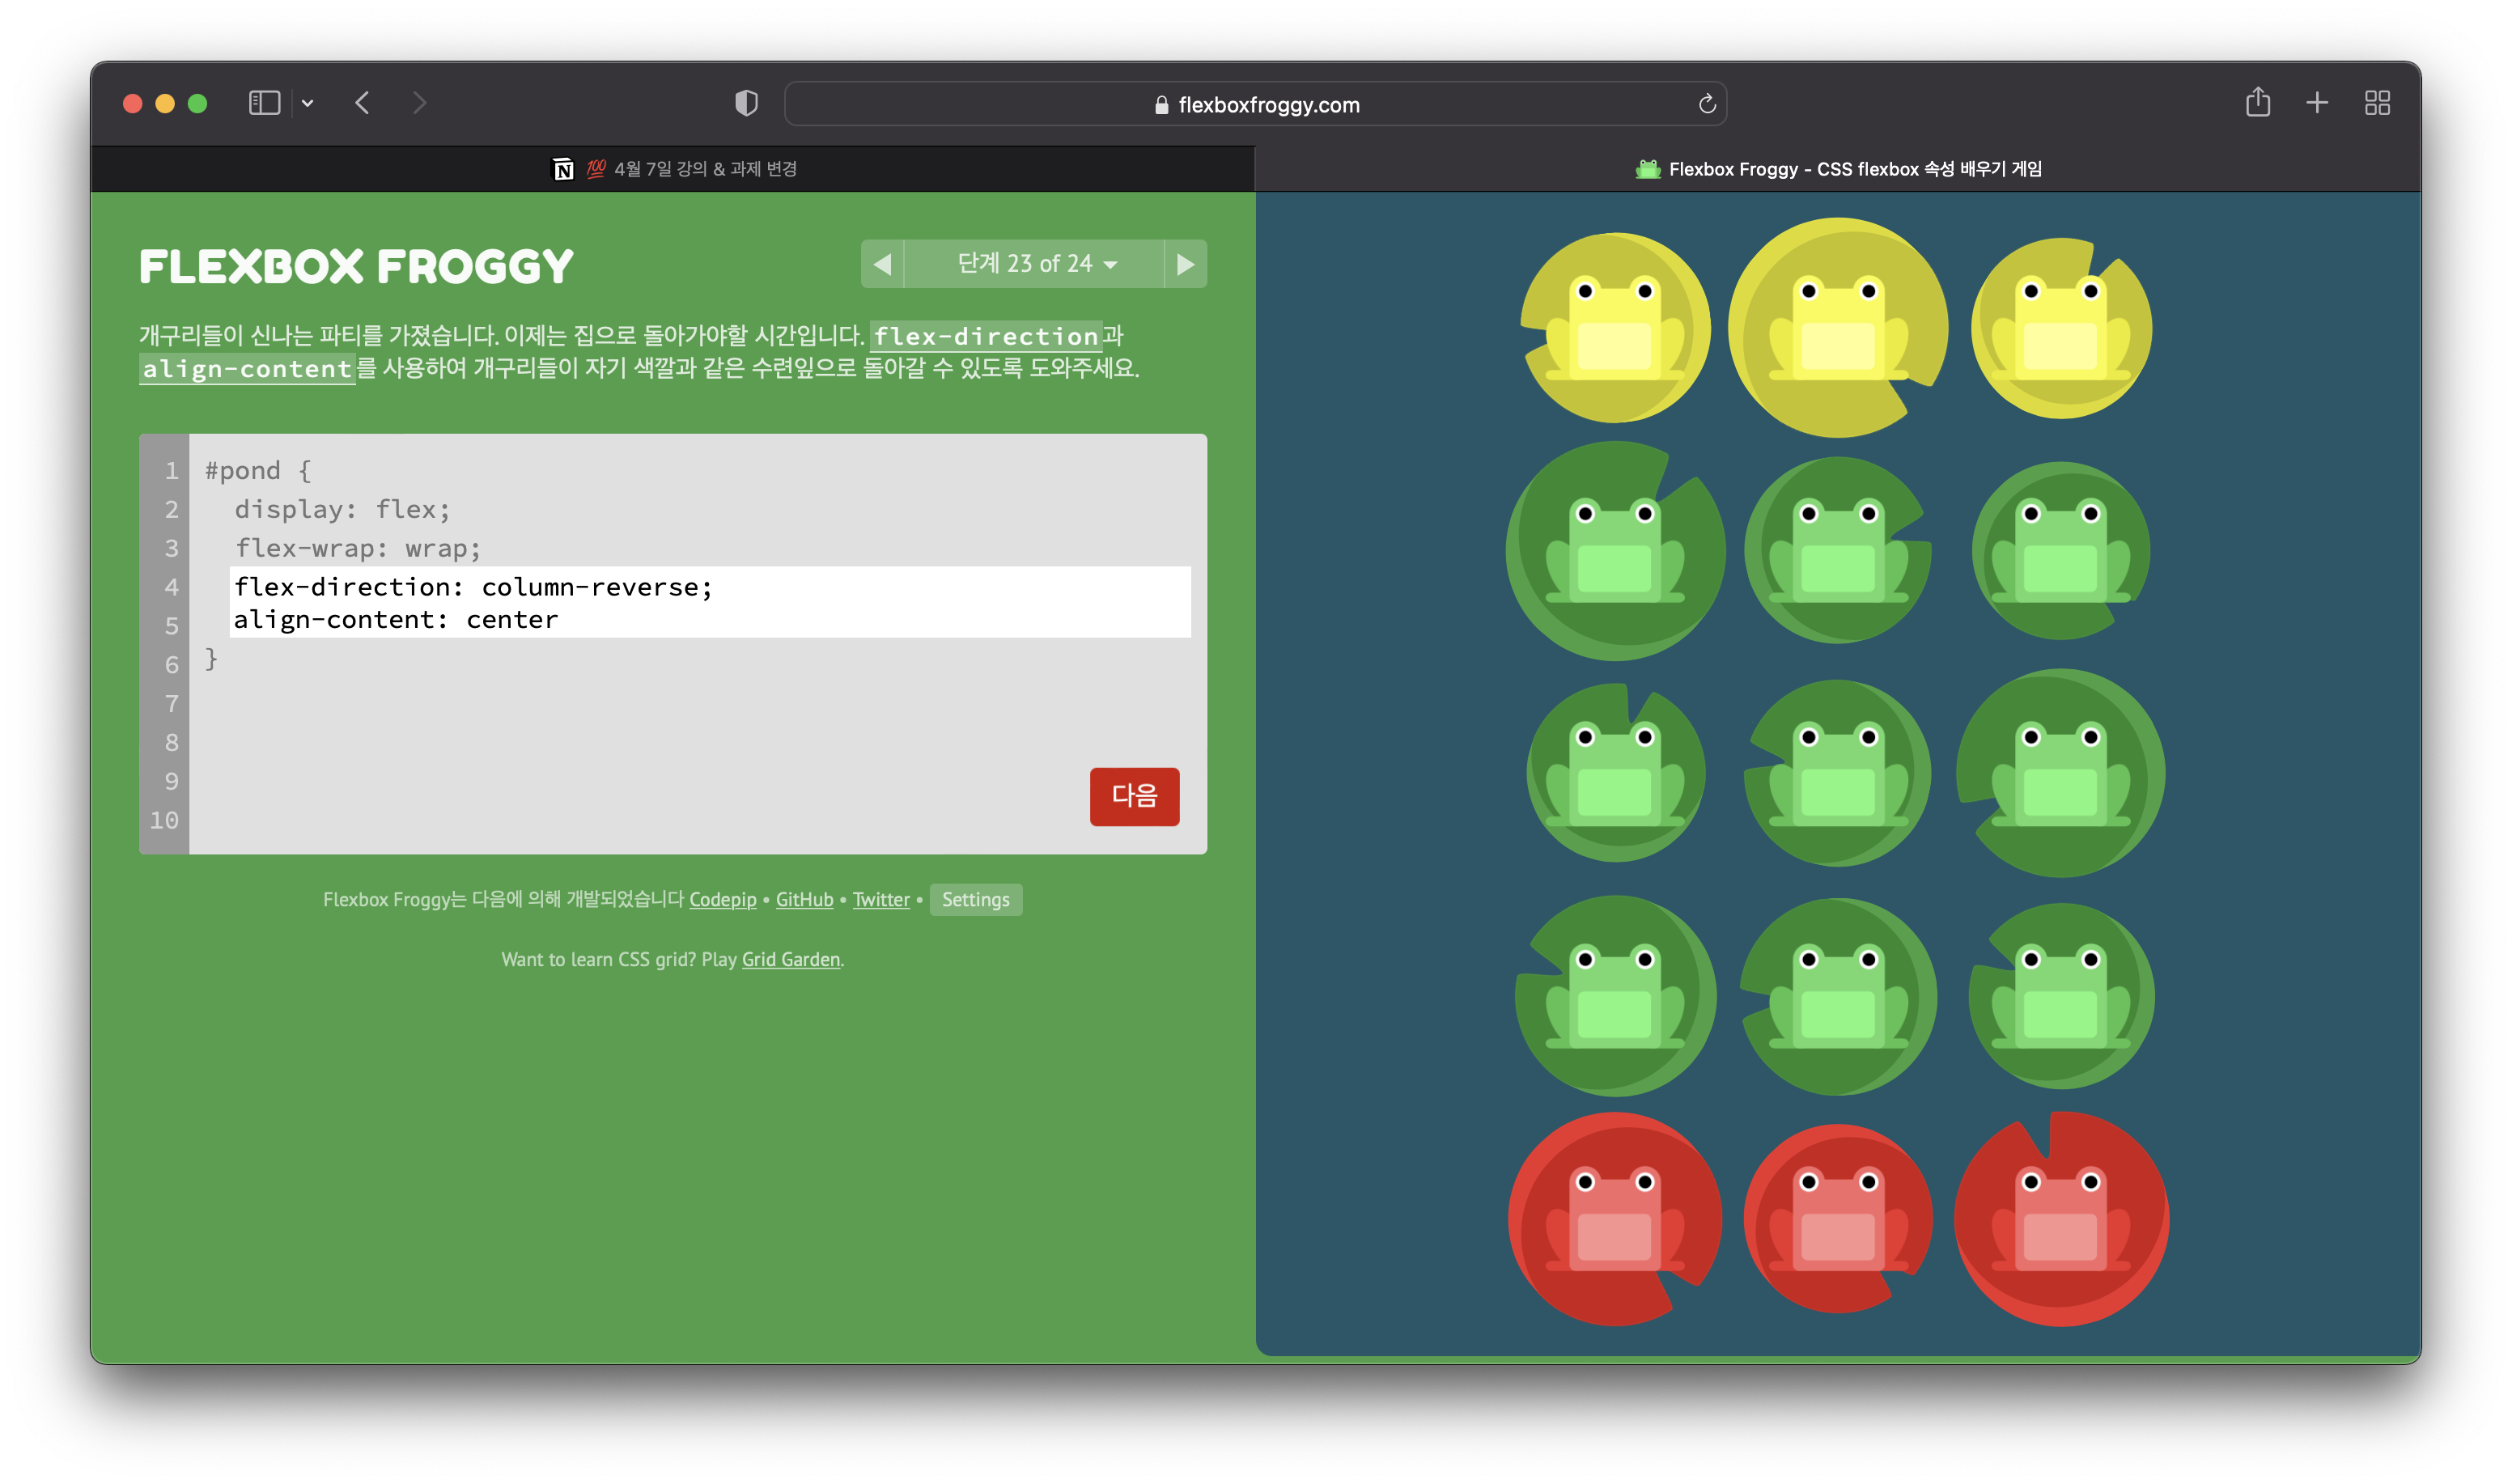 flexboxfroggy.com
💯 4월 7일 강의 & 과제 변경
Flexbox Froggy - CSS flexbox 속성 배우기 게임
FLEXBOX FROGGY
단계 23 of 24
개구리들이 신나는 파티를 가졌습니다. 이제는 집으로 돌아가야할 시간입니다. flex-direction과
align-content를 사용하여 개구리들이 자기 색깔과 같은 수련잎으로 돌아갈 수 있도록 도와주세요.
1 #pond {
2 display: flex;
3 flex-wrap: wrap;
4 flex-direction: column-reverse;
5 align-content: center
6 }
7
8
9
10
다음
Flexbox Froggy는 다음에 의해 개발되었습니다 Codepip • GitHub • Twitter • Settings
Want to learn CSS grid? Play Grid Garden.